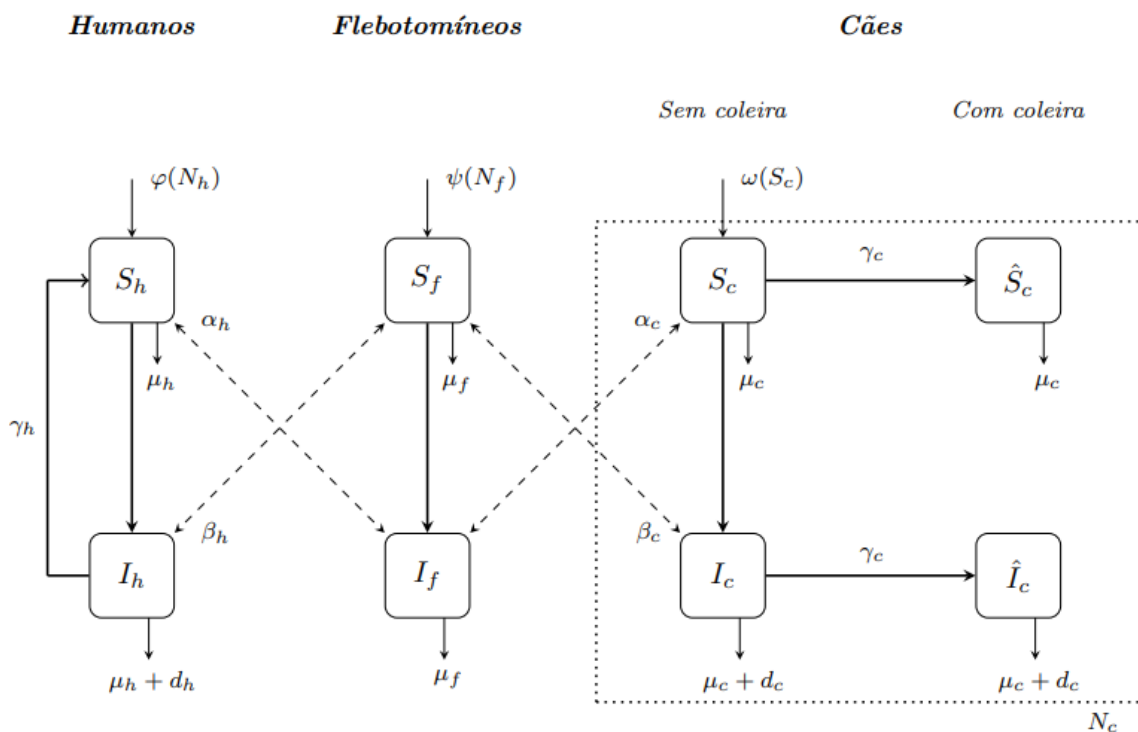 Humanos Flebotomíneos Cães
Sem coleira Com coleira
φ(N_h) ψ(N_f) ω(S_c)
γ_c
S_h S_f S_c Ŝ_c
α_h α_c
μ_h μ_f μ_c μ_c
γ_h
β_h β_c
γ_c
I_h I_f I_c Î_c
μ_h + d_h μ_f μ_c + d_c μ_c + d_c
N_c